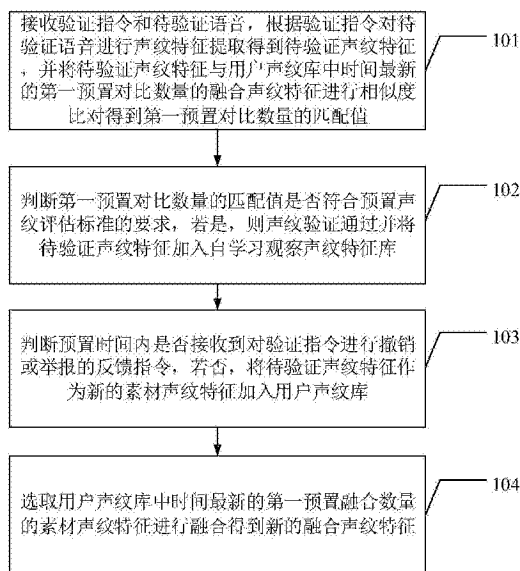 接收验证指令和待验证语音，根据验证指令对待
验证语音进行声纹特征提取得到待验证声纹特征
，并将待验证声纹特征与用户声纹库中时间最新
的第一预置对比数量的融合声纹特征进行相似度
比对得到第一预置对比数量的匹配值
101
判断第一预置对比数量的匹配值是否符合预置声
纹评估标准的要求，若是，则声纹验证通过并将
待验证声纹特征加入自学习观察声纹特征库
102
判断预置时间内是否接收到对验证指令进行撤销
或举报的反馈指令，若否，将待验证声纹特征作
为新的素材声纹特征加入用户声纹库
103
选取用户声纹库中时间最新的第一预置融合数量
的素材声纹特征进行融合得到新的融合声纹特征
104